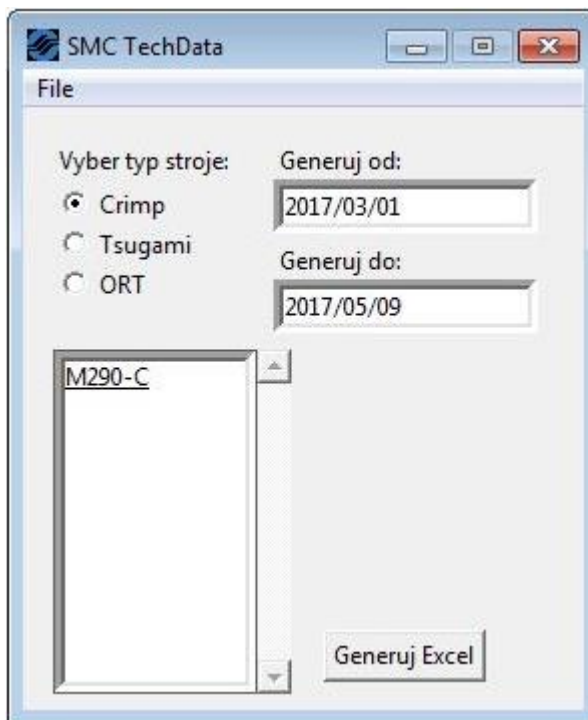 SMC TechData
File
Vyber typ stroje:
Crimp
Tsugami
ORT
Generuj od:
2017/03/01
Generuj do:
2017/05/09
M290-C
Generuj Excel